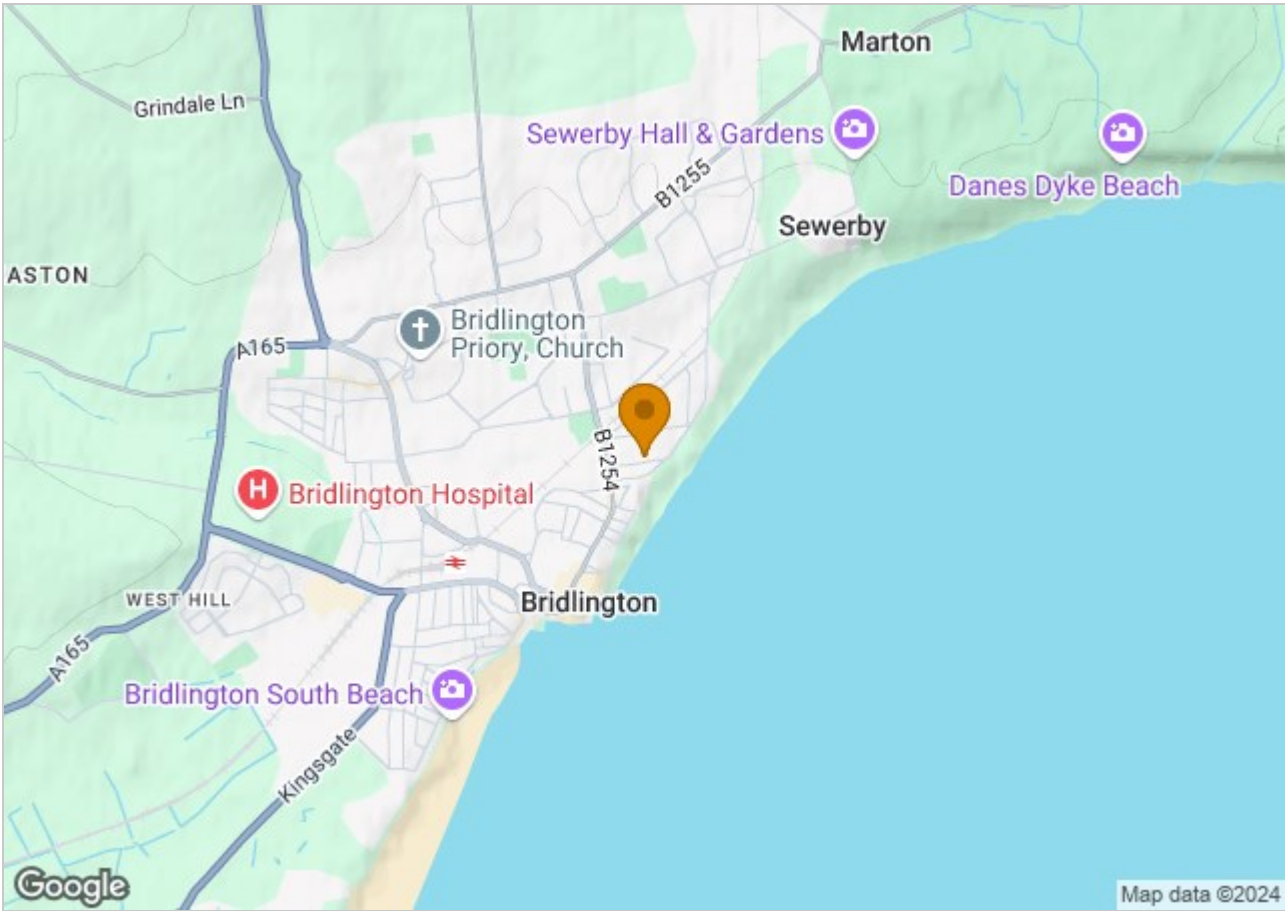 Marton
Grindale Ln
Sewerby Hall & Gardens
B1255
Danes Dyke Beach
Sewerby
ASTON
Bridlington
Priory, Church
A165
B1254
H
Bridlington Hospital
WEST HILL
Bridlington
A165
Bridlington South Beach
Kingsgate
Google
Map data ©2024